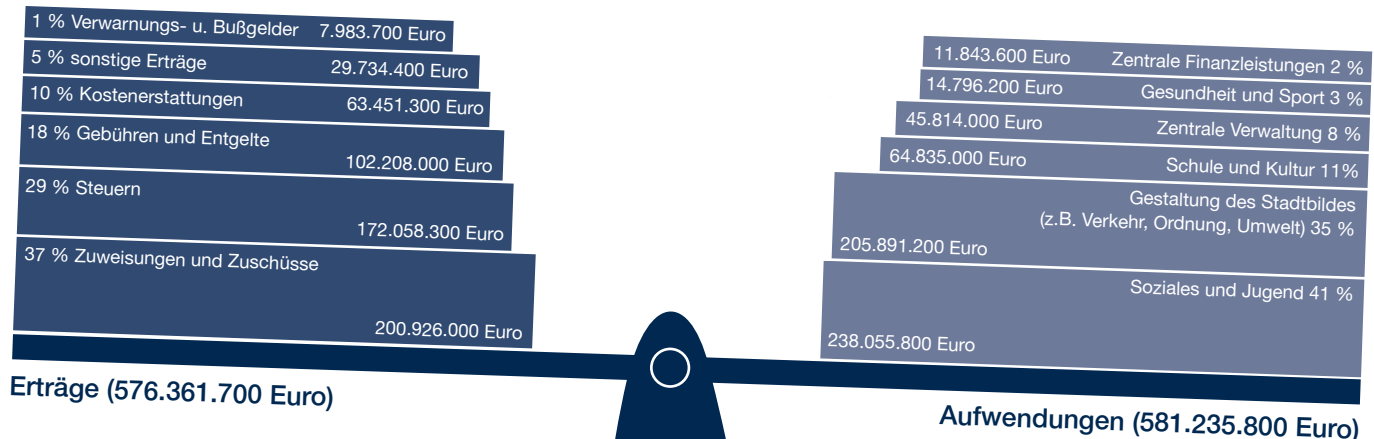 1 % Verwarnungs- u. Bußgelder 7.983.700 Euro
5 % sonstige Erträge 29.734.400 Euro
10 % Kostenerstattungen 63.451.300 Euro
18 % Gebühren und Entgelte
102.208.000 Euro
29 % Steuern
172.058.300 Euro
37 % Zuweisungen und Zuschüsse
200.926.000 Euro
Erträge (576.361.700 Euro)
11.843.600 Euro Zentrale Finanzleistungen 2 %
14.796.200 Euro Gesundheit und Sport 3 %
45.814.000 Euro Zentrale Verwaltung 8 %
64.835.000 Euro Schule und Kultur 11%
Gestaltung des Stadtbildes
(z.B. Verkehr, Ordnung, Umwelt) 35 %
205.891.200 Euro
Soziales und Jugend 41 %
238.055.800 Euro
Aufwendungen (581.235.800 Euro)